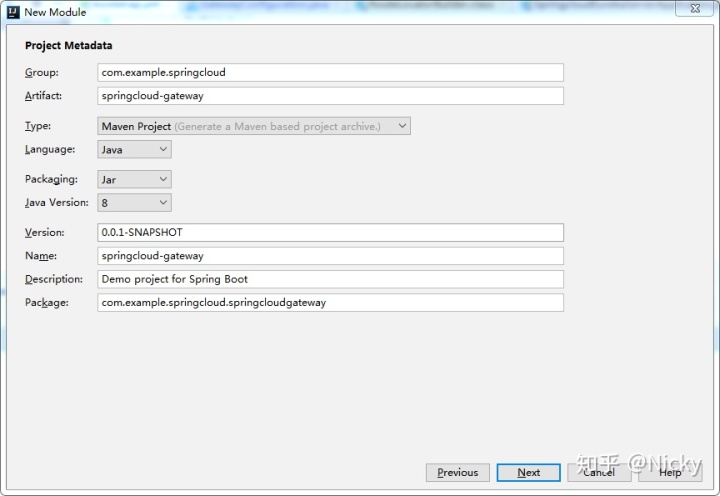 New Module
Project Metadata
Group: com.example.springcloud
Artifact: springcloud-gateway
Type: Maven Project (Generate a Maven based project archive.)
Language: Java
Packaging: Jar
Java Version: 8
Version: 0.0.1-SNAPSHOT
Name: springcloud-gateway
Description: Demo project for Spring Boot
Package: com.example.springcloud.springcloudgateway
Previous Next Cancel Help
知乎 @Nicky